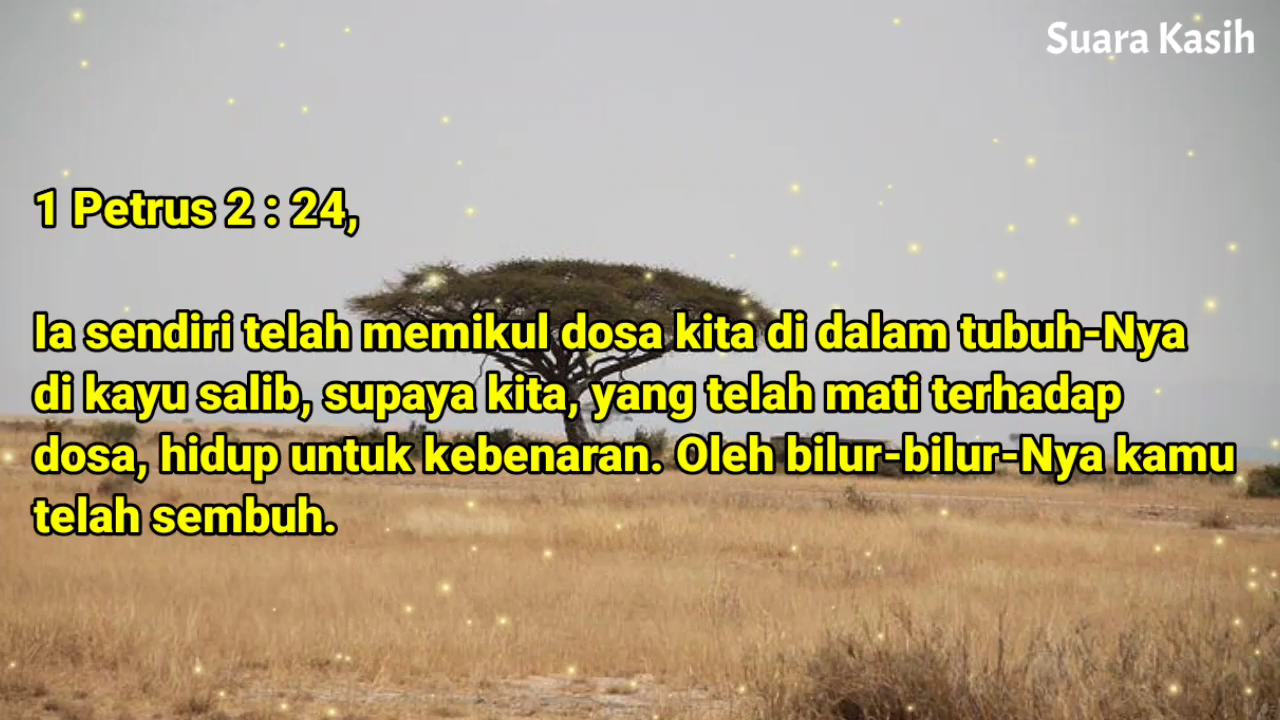 Suara Kasih
1 Petrus 2 : 24,
Ia sendiri telah memikul dosa kita di dalam tubuh-Nya
di kayu salib, supaya kita, yang telah mati terhadap
dosa, hidup untuk kebenaran. Oleh bilur-bilur-Nya kamu
telah sembuh.